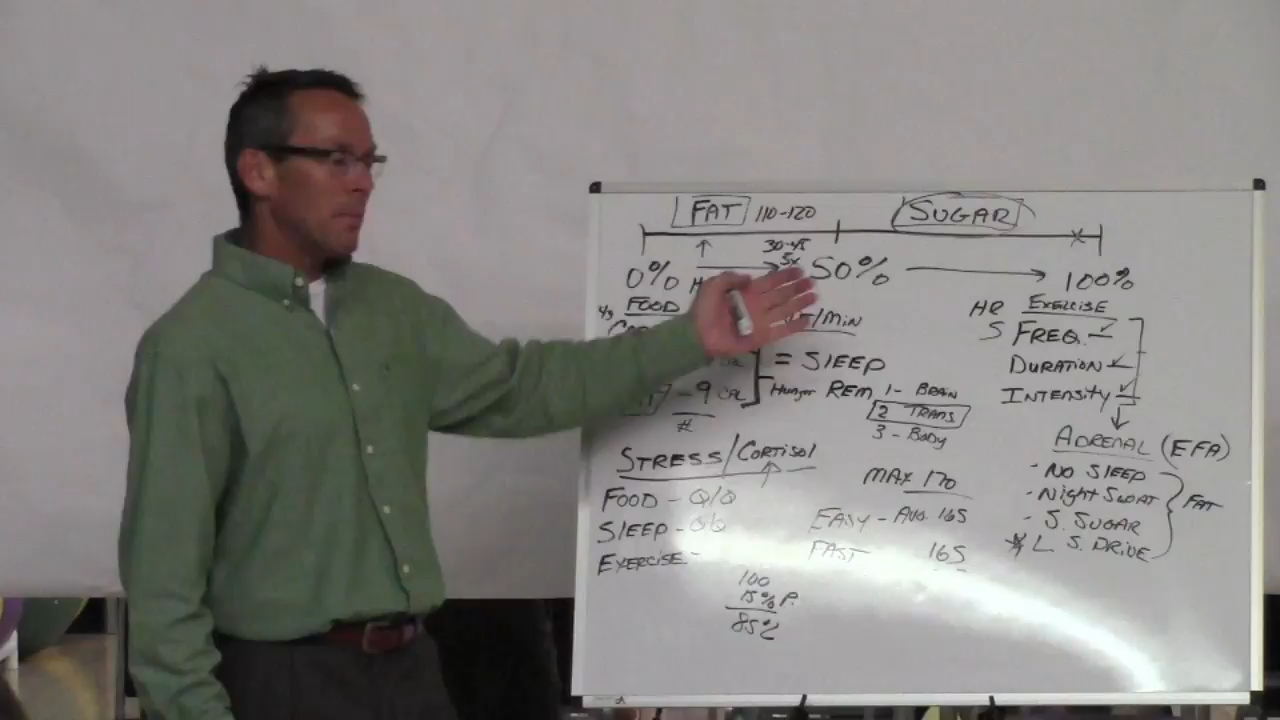 FAT 110-120 SUGAR
30-45
5x
0% 50% 100%
FOOD
HR EXERCISE
/MIN
S FREQ.
= SLEEP
DURATION
- 9 CAL
Hunger REM 1- BRAIN
INTENSITY
2 TRANS
#
3 - BODY
ADRENAL (EFA)
STRESS/CORTISOL
- NO SLEEP
MAX 170
FOOD - Q/Q
- Night SWEAT
FAT
EASY - AVG. 165
SLEEP - Q/Q
- S. SUGAR
FAST 165
* L S. DRIVE
EXERCISE -
100
15% P.
85%